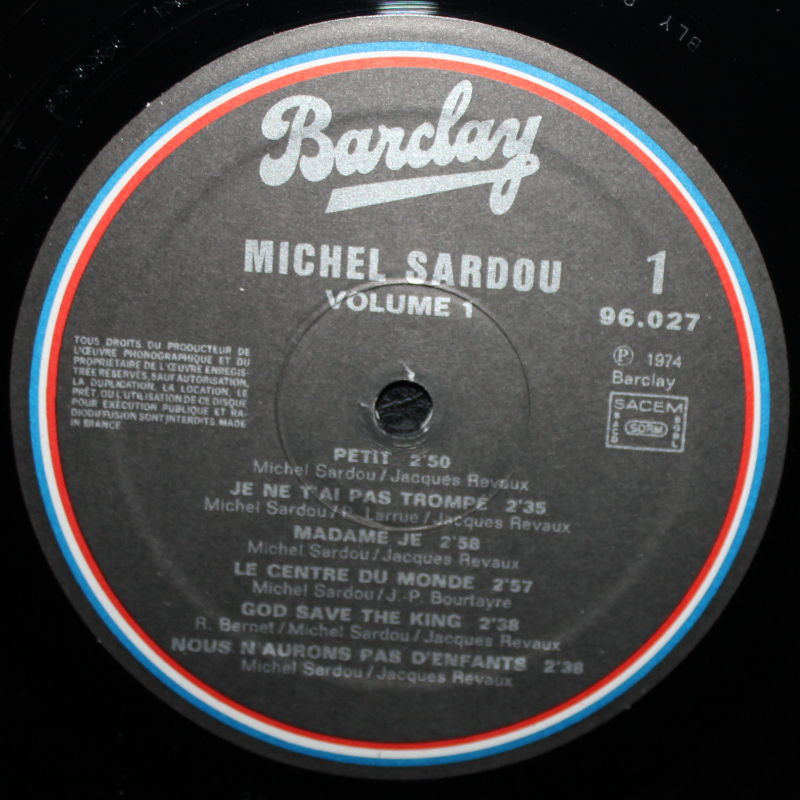 Barclay
MICHEL SARDOU
VOLUME 1
1
96.027
TOUS DROITS DU PRODUCTEUR DE
L'ŒUVRE PHONOGRAPHIQUE ET DU
PROPRIETAIRE DE L'ŒUVRE ENREGIS-
TREE RESERVES, SAUF AUTORISATION,
LA DUPLICATION, LA LOCATION, LE
PRÊT, OU L'UTILISATION DE CE DISQUE
POUR EXECUTION PUBLIQUE ET RA-
DIODIFFUSION SONT INTERDITS. MADE
IN FRANCE
℗ 1974
Barclay
SACEM
SACD SDRM SGDL
PETIT 2'50
Michel Sardou/Jacques Revaux
JE NE T'AI PAS TROMPÉ 2'35
Michel Sardou/P. Larrue/Jacques Revaux
MADAME JE 2'58
Michel Sardou/Jacques Revaux
LE CENTRE DU MONDE 2'57
Michel Sardou/J.-P. Bourtayre
GOD SAVE THE KING 2'38
R. Bernet/Michel Sardou/Jacques Revaux
NOUS N'AURONS PAS D'ENFANTS 2'38
Michel Sardou/Jacques Revaux
BLY